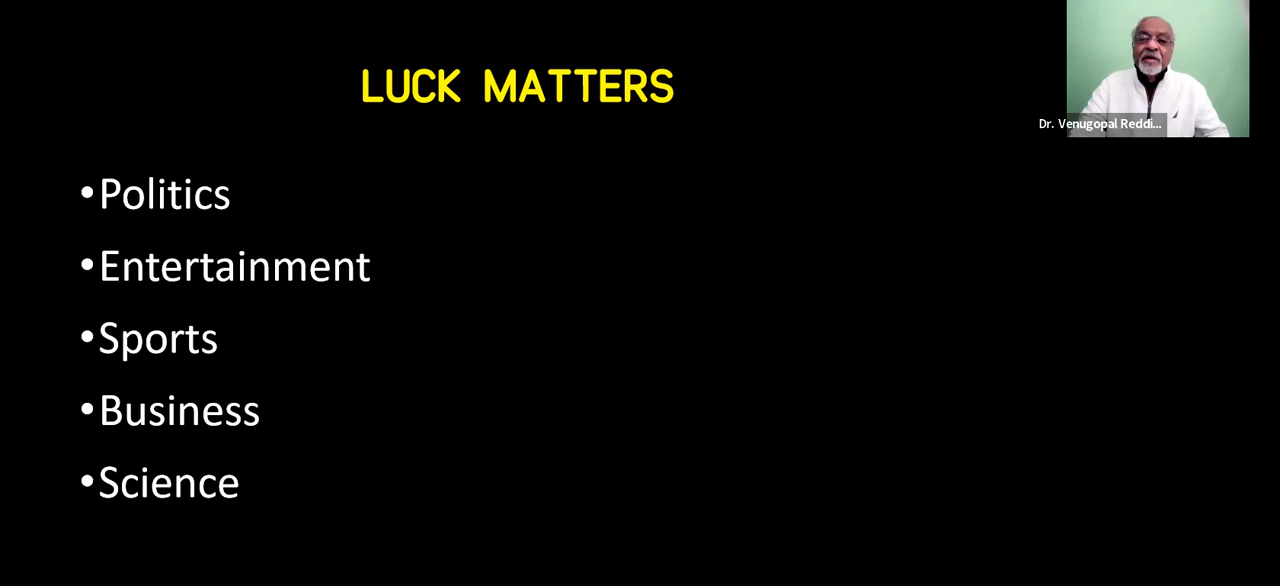 LUCK MATTERS
Dr. Venugopal Reddi...
•Politics
•Entertainment
•Sports
•Business
•Science